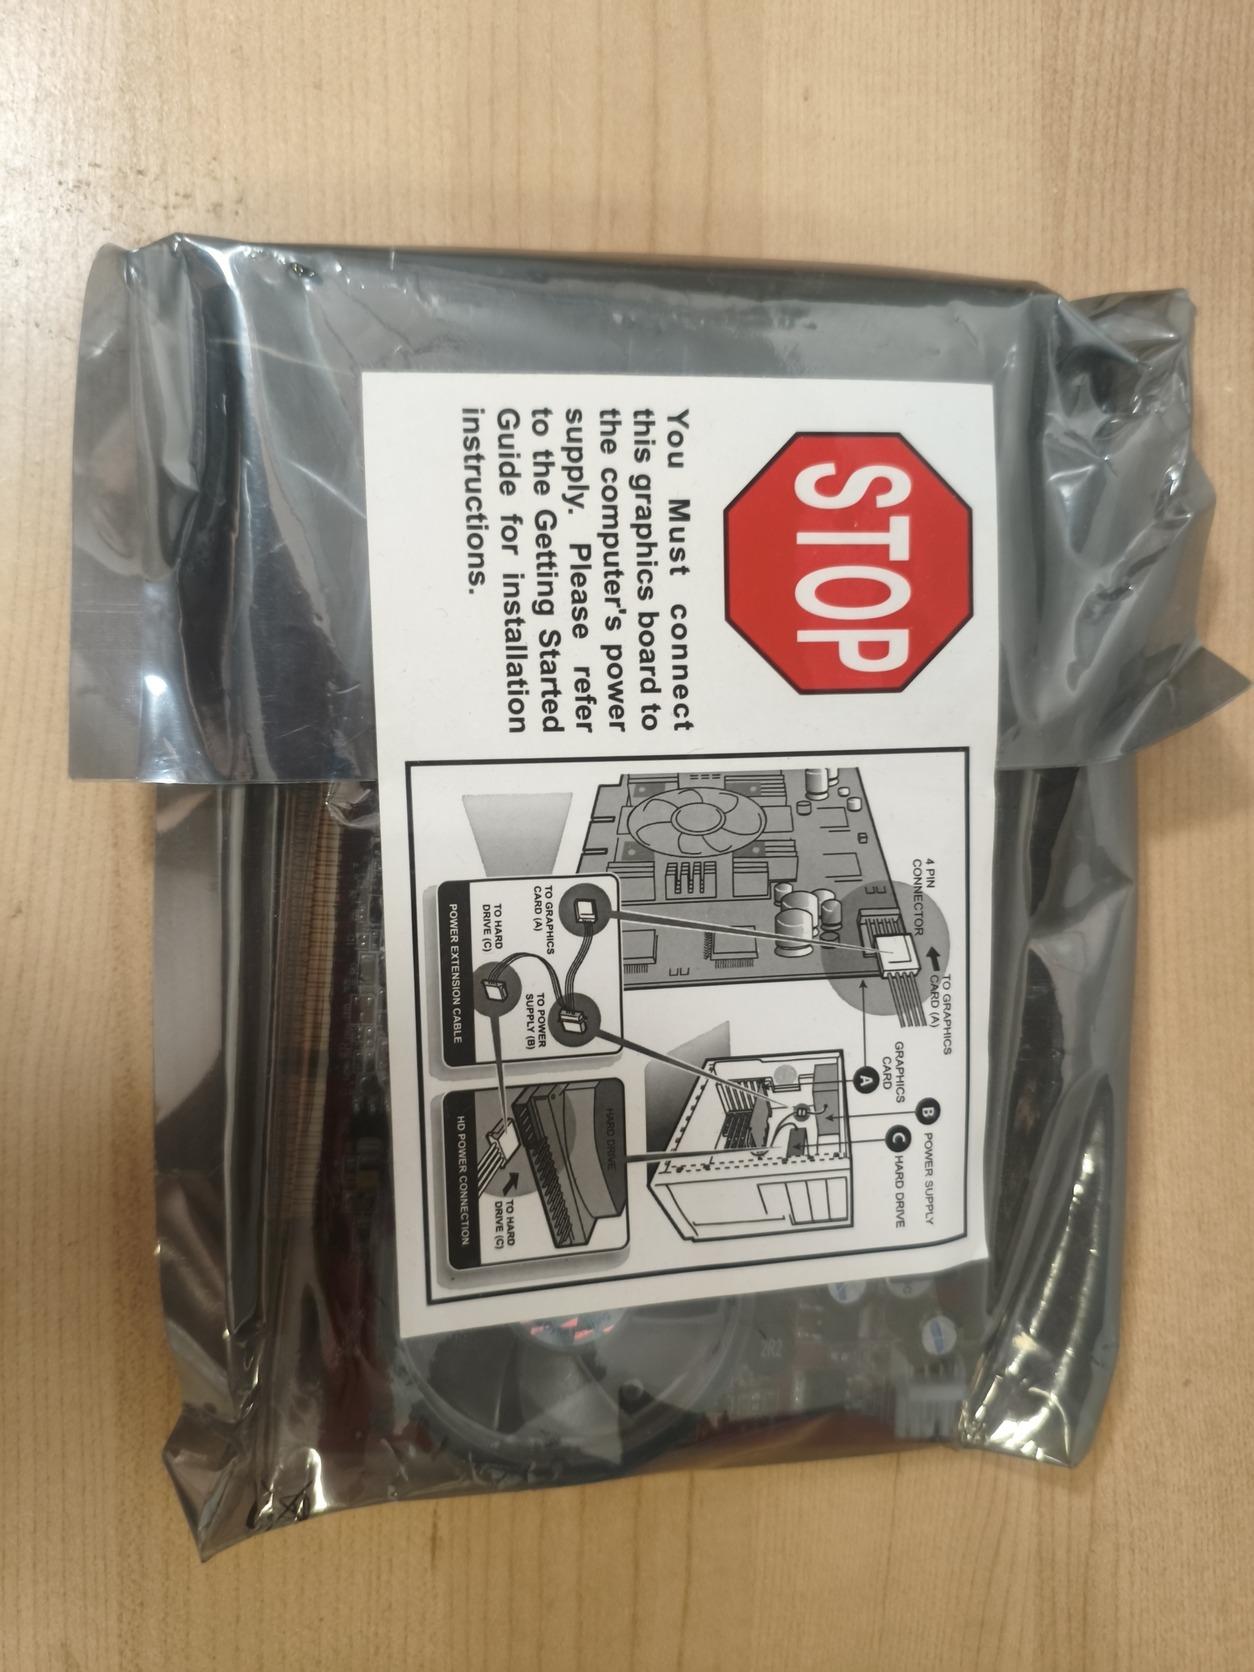 STOP
You Must connect
this graphics board to
the computer's power
supply. Please refer
to the Getting Started
Guide for installation
instructions.
4 PIN
CONNECTOR
TO GRAPHICS
CARD (A)
GRAPHICS
CARD
A
B POWER SUPPLY
C HARD DRIVE
TO GRAPHICS
CARD (A)
TO HARD
DRIVE (C)
TO POWER
SUPPLY (B)
POWER EXTENSION CABLE
HARD DRIVE
TO HARD
DRIVE (C)
HD POWER CONNECTION
2R2